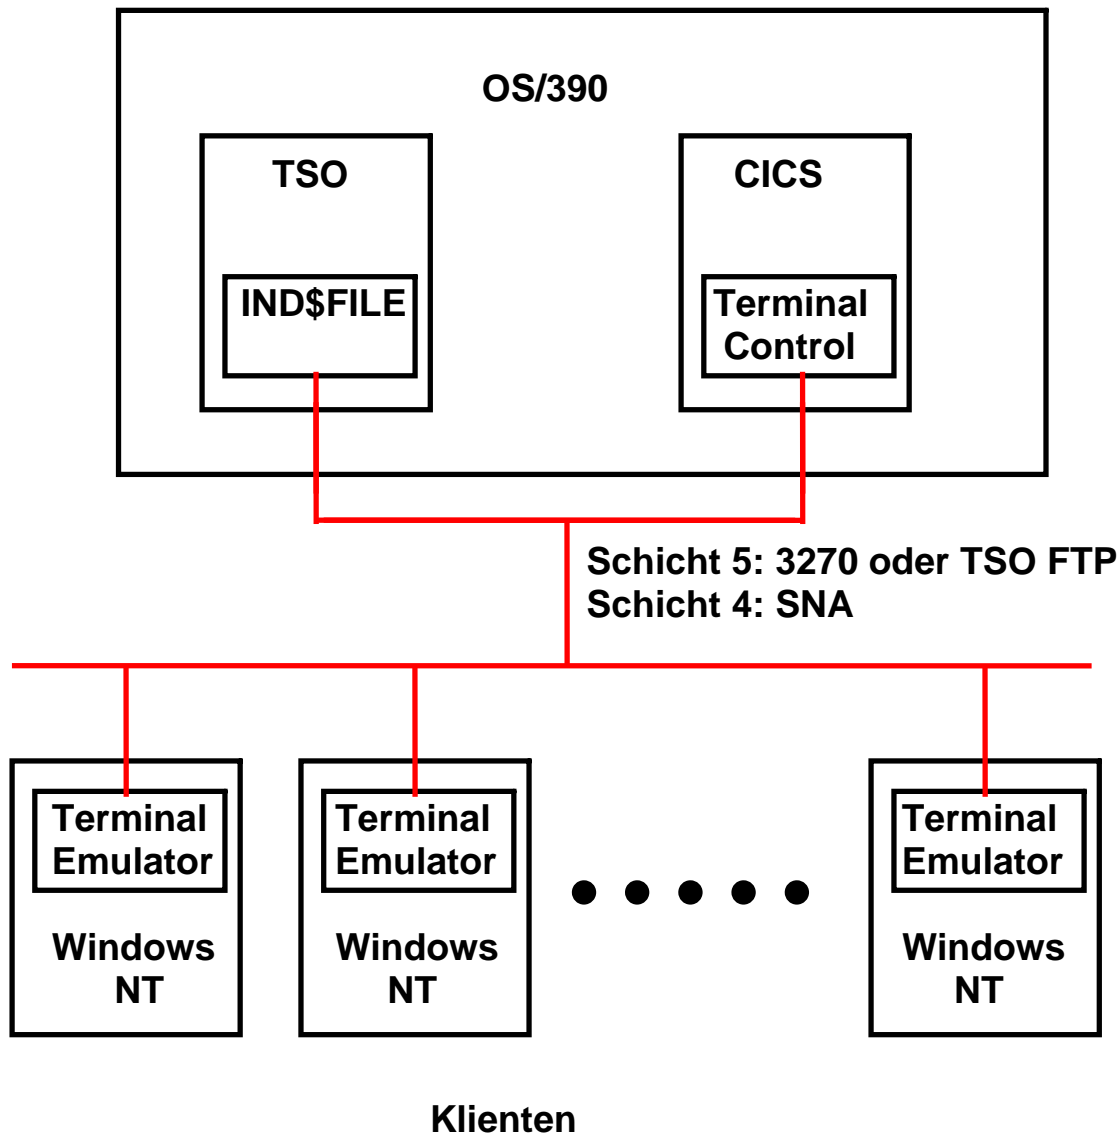 OS/390
TSO
CICS
IND$FILE
Terminal
Control
Schicht 5: 3270 oder TSO FTP
Schicht 4: SNA
Terminal
Emulator
Windows
NT
Terminal
Emulator
Windows
NT
Terminal
Emulator
Windows
NT
Klienten